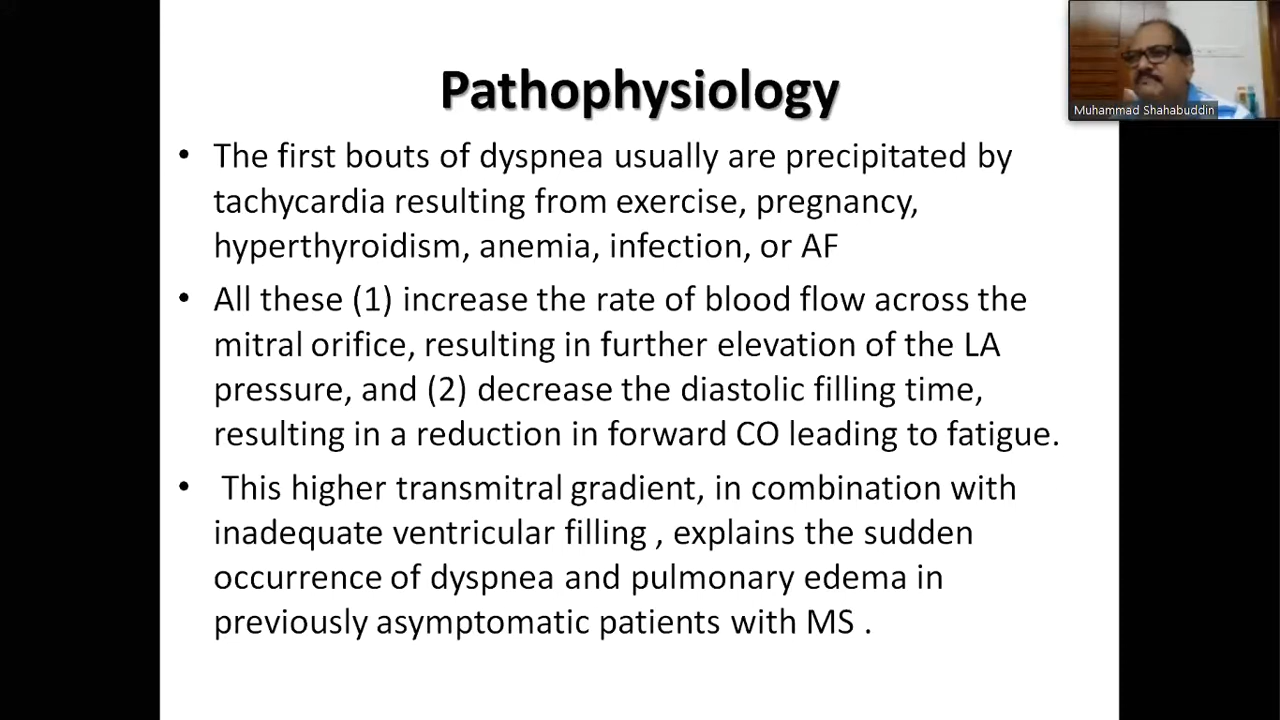 Pathophysiology
Muhammad Shahabuddin
• The first bouts of dyspnea usually are precipitated by
tachycardia resulting from exercise, pregnancy,
hyperthyroidism, anemia, infection, or AF
• All these (1) increase the rate of blood flow across the
mitral orifice, resulting in further elevation of the LA
pressure, and (2) decrease the diastolic filling time,
resulting in a reduction in forward CO leading to fatigue.
• This higher transmitral gradient, in combination with
inadequate ventricular filling , explains the sudden
occurrence of dyspnea and pulmonary edema in
previously asymptomatic patients with MS .